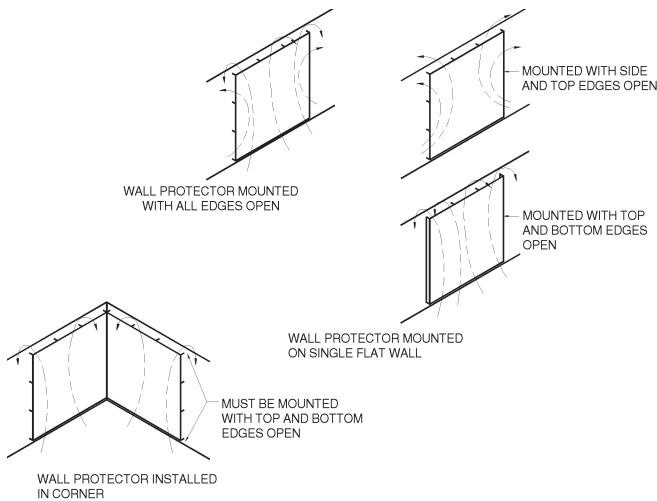 MOUNTED WITH SIDE
AND TOP EDGES OPEN
WALL PROTECTOR MOUNTED
WITH ALL EDGES OPEN
MOUNTED WITH TOP
AND BOTTOM EDGES
OPEN
WALL PROTECTOR MOUNTED
ON SINGLE FLAT WALL
MUST BE MOUNTED
WITH TOP AND BOTTOM
EDGES OPEN
WALL PROTECTOR INSTALLED
IN CORNER